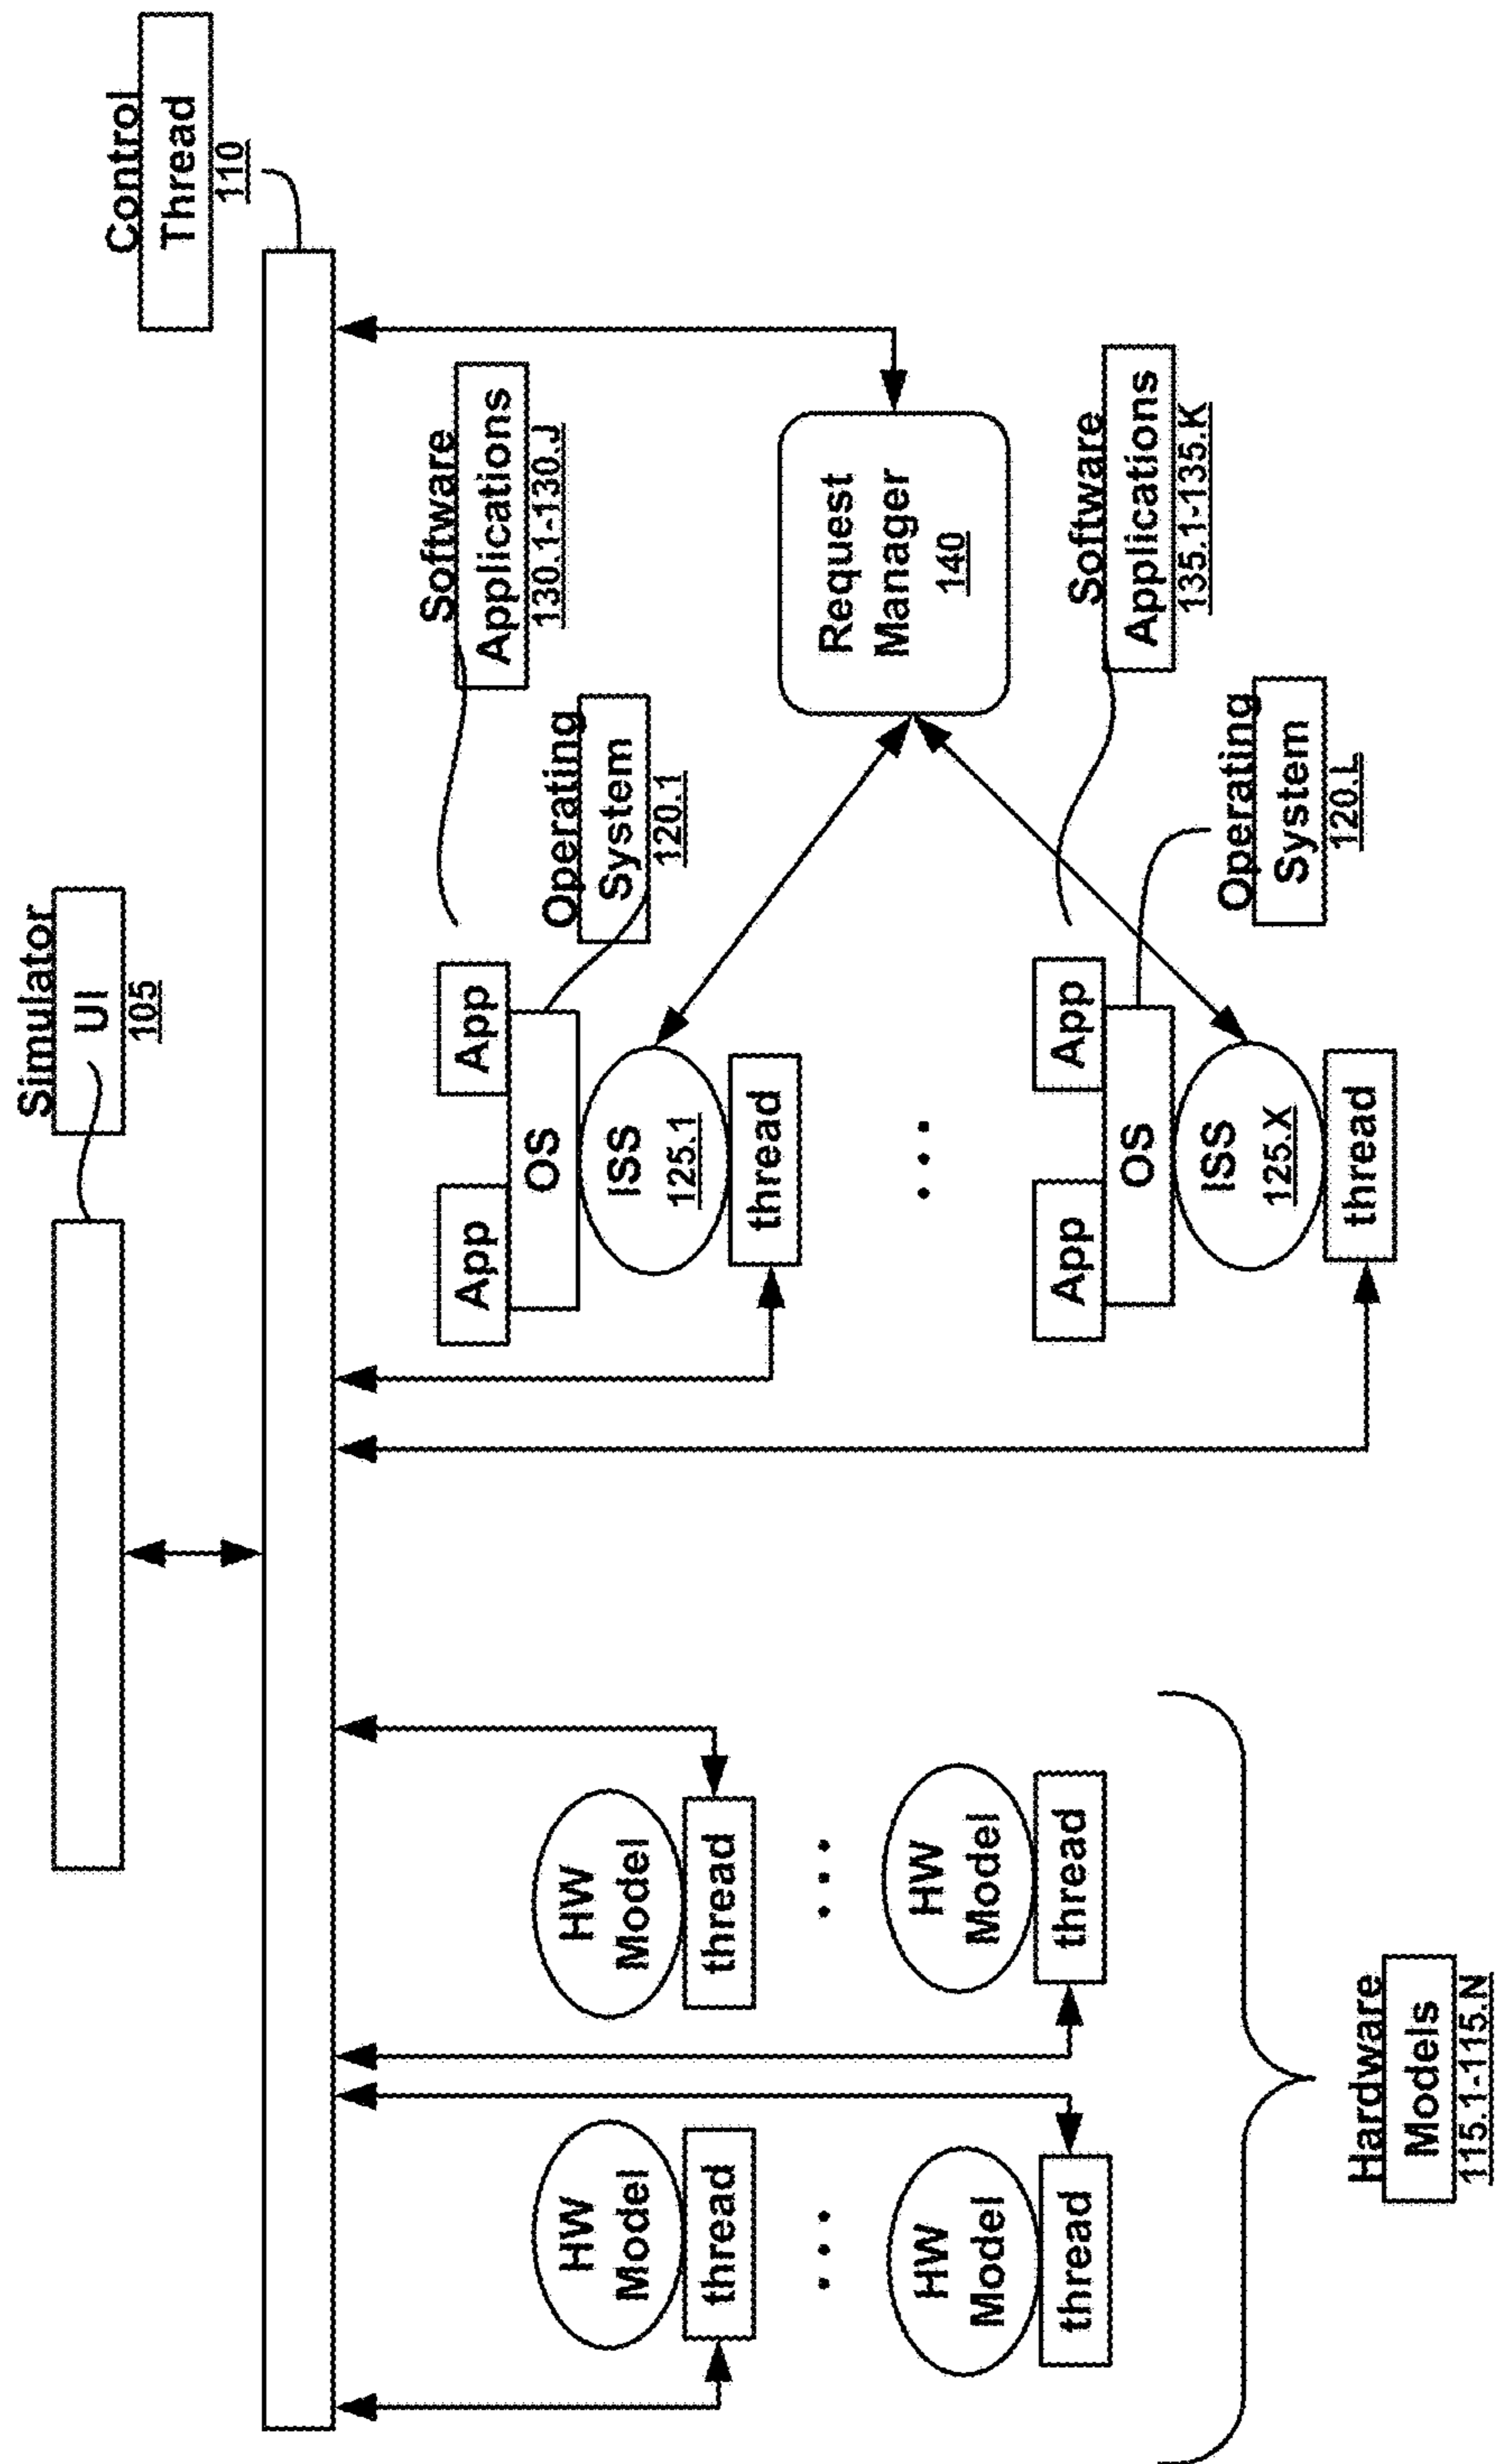 Simulator
UI
105
Control
Thread
110
HW
Model
thread
HW
Model
thread
App
App
OS
ISS
125.1
thread
Software
Applications
130.1-130.J
Operating
System
120.1
. . .
. . .
. . .
Request
Manager
140
HW
Model
thread
HW
Model
thread
App
App
OS
ISS
125.X
thread
Software
Applications
135.1-135.K
Operating
System
120.L
Hardware
Models
115.1-115.N